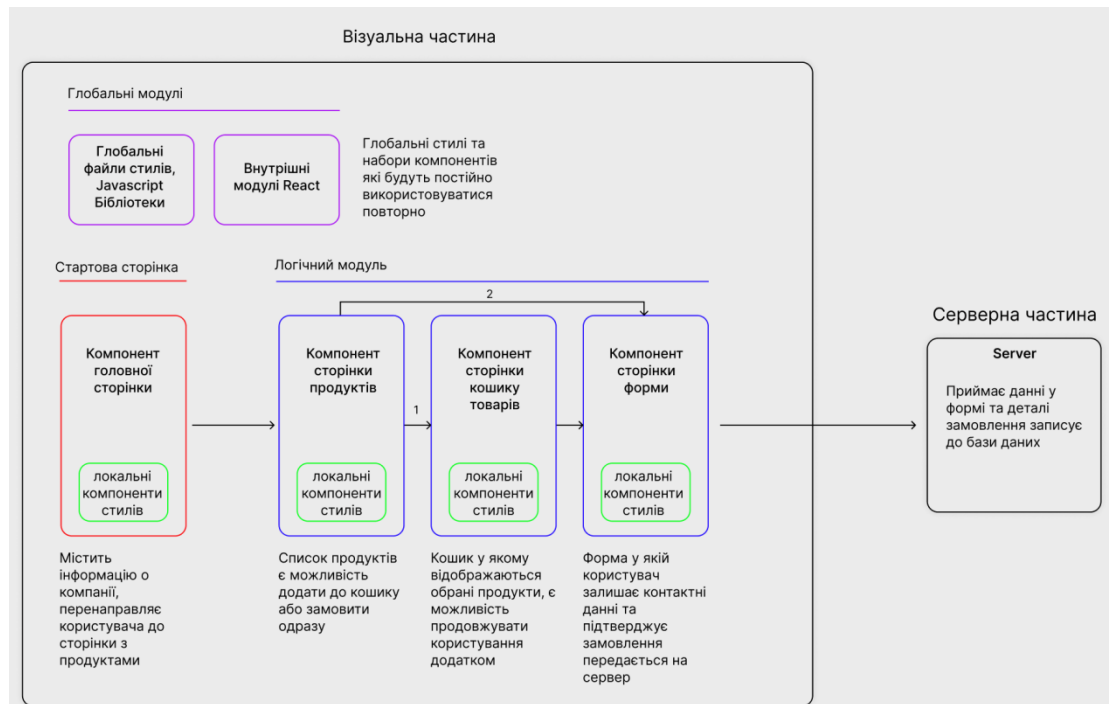 Візуальна частина
Глобальні модулі
Глобальні
файли стилів,
Javascript
Бібліотеки
Внутрішні
модулі React
Глобальні стилі та
набори компонентів
які будуть постійно
використовуватися
повторно
Стартова сторінка
Логічний модуль
2
Компонент
головної
сторінки
Компонент
сторінки
продуктів
1
Компонент
сторінки
кошику
товарів
Компонент
сторінки
форми
локальні
компоненти
стилів
локальні
компоненти
стилів
локальні
компоненти
стилів
локальні
компоненти
стилів
Містить
інформацію о
компанії,
перенаправляє
користувача до
сторінки з
продуктами
Список продуктів
є можливість
додати до кошику
або замовити
одразу
Кошик у якому
відображаються
обрані продукти, є
можливість
продовжувати
користування
додатком
Форма у якій
користувач
залишає контактні
данні та
підтверджує
замовлення
передається на
сервер
Серверна частина
Server
Приймає данні у
формі та деталі
замовлення записує
до бази даних